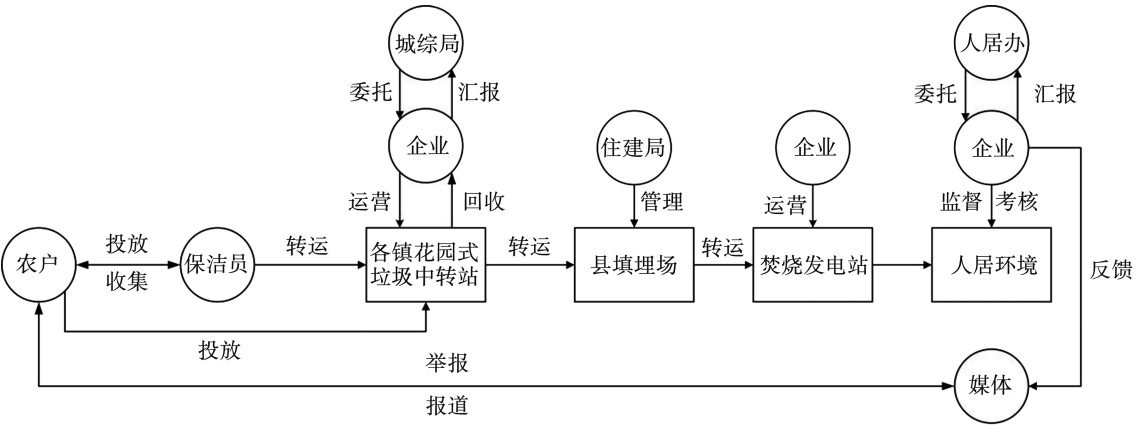 城综局
人居办
委托
汇报
委托
汇报
企业
住建局
企业
企业
运营
回收
管理
运营
监督
考核
农户
投放
收集
保洁员
转运
各镇花园式
垃圾中转站
转运
县填埋场
转运
焚烧发电站
人居环境
反馈
投放
举报
报道
媒体